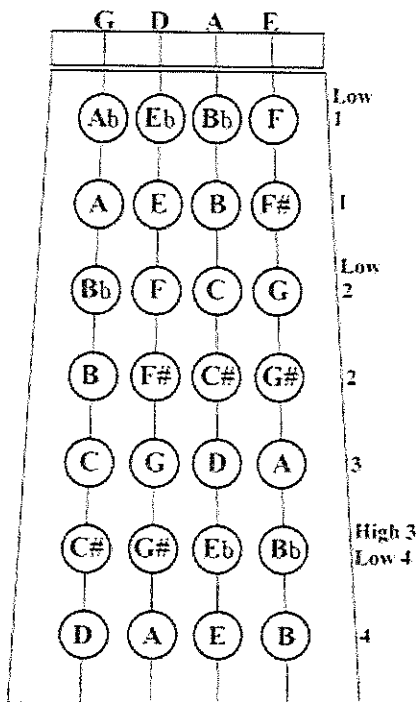 G D A E
Ab Eb Bb F Low 1
A E B F# 1
Bb F C G Low 2
B F# C# G# 2
C G D A 3
C# G# Eb Bb High 3 Low 4
D A E B 4